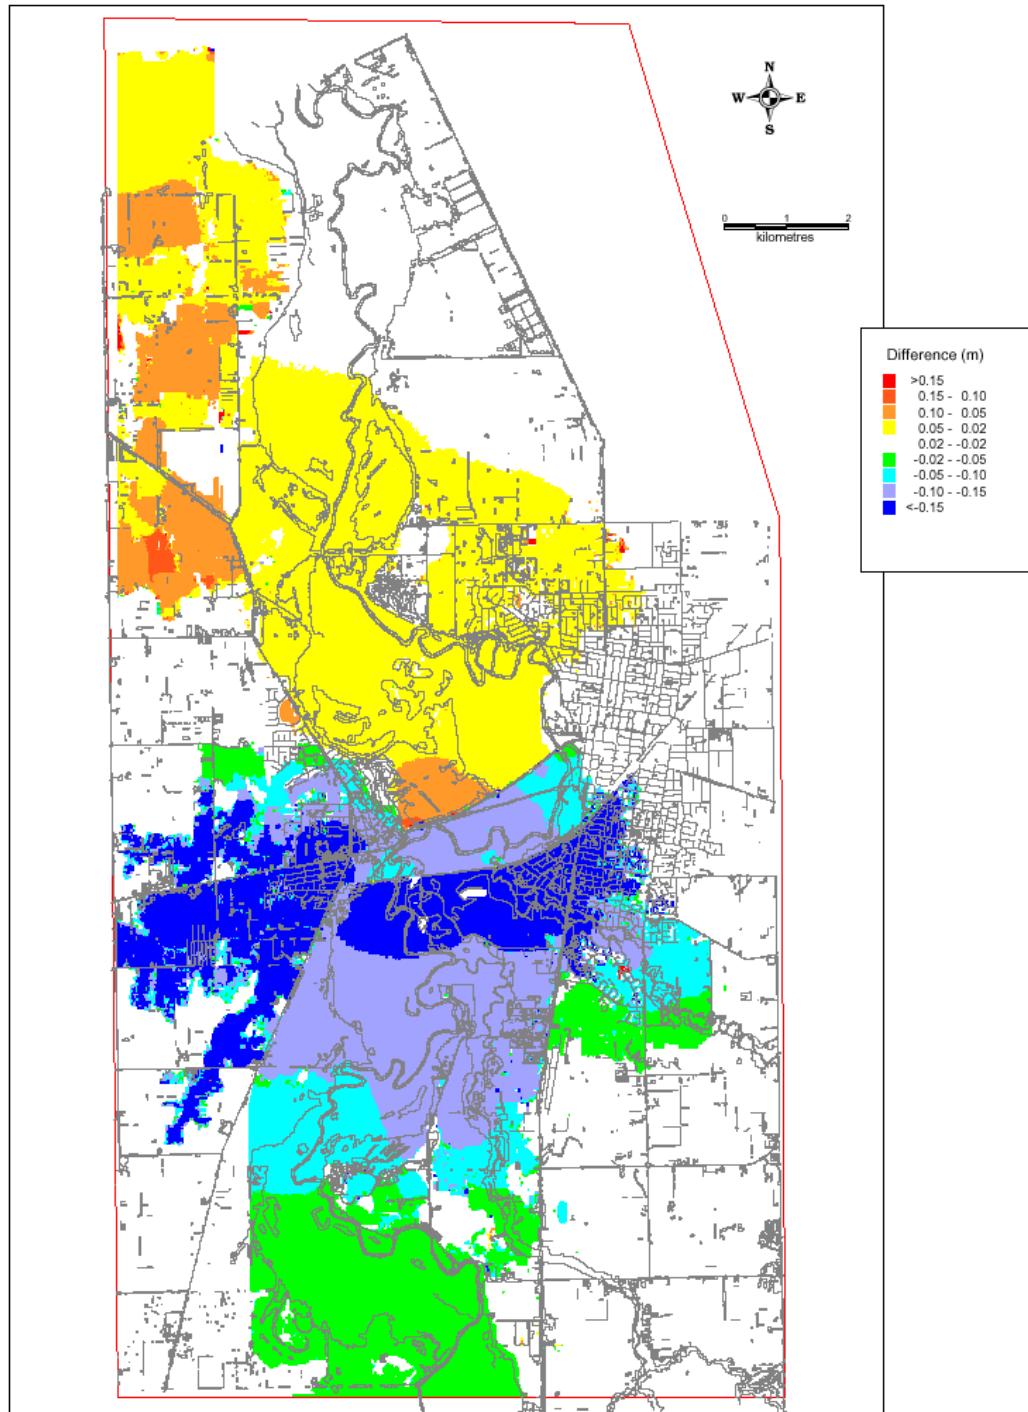 N
W E
S
0 1 2
kilometres
Difference (m)
>0.15
0.15 - 0.10
0.10 - 0.05
0.05 - 0.02
0.02 - -0.02
-0.02 - -0.05
-0.05 - -0.10
-0.10 - -0.15
<-0.15